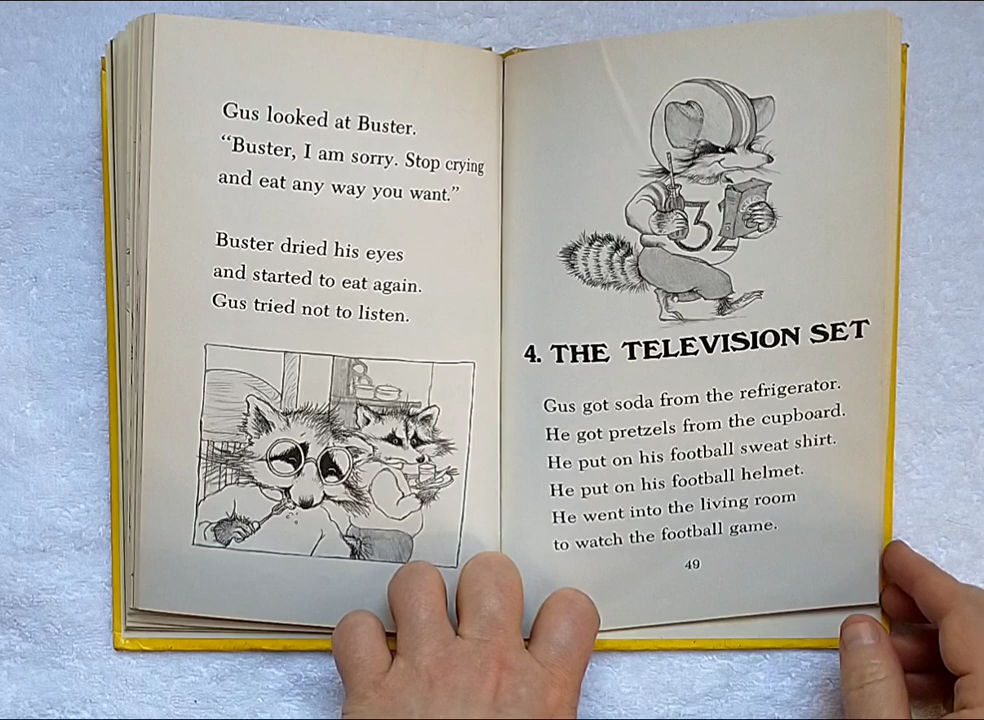 Gus looked at Buster.
“Buster, I am sorry. Stop crying
and eat any way you want.”
Buster dried his eyes
and started to eat again.
Gus tried not to listen.
3
4. THE TELEVISION SET
Gus got soda from the refrigerator.
He got pretzels from the cupboard.
He put on his football sweat shirt.
He put on his football helmet.
He went into the living room
to watch the football game.
49